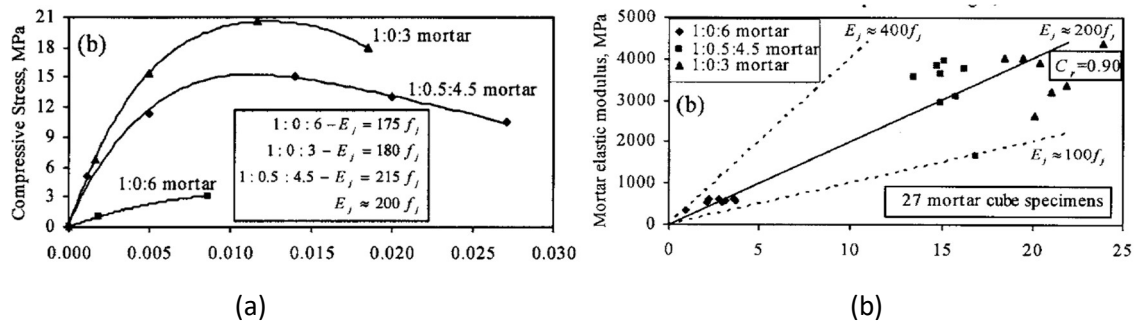 Compressive Stress, MPa
21
18
15
12
9
6
3
0
(b)
1:0:3 mortar
1:0.5:4.5 mortar
1:0:6 mortar
1:0:6 – E_j = 175 f_j
1:0:3 – E_j = 180 f_j
1:0.5:4.5 – E_j = 215 f_j
E_j ≈ 200 f_j
0.000 0.005 0.010 0.015 0.020 0.025 0.030
(a)
Mortar elastic modulus, MPa
5000
4000
3000
2000
1000
0
1:0:6 mortar
1:0.5:4.5 mortar
1:0:3 mortar
(b)
E_j ≈ 400f_j
E_j ≈ 200f_j
C_r=0.90
E_j ≈ 100f_j
27 mortar cube specimens
0 5 10 15 20 25
(b)